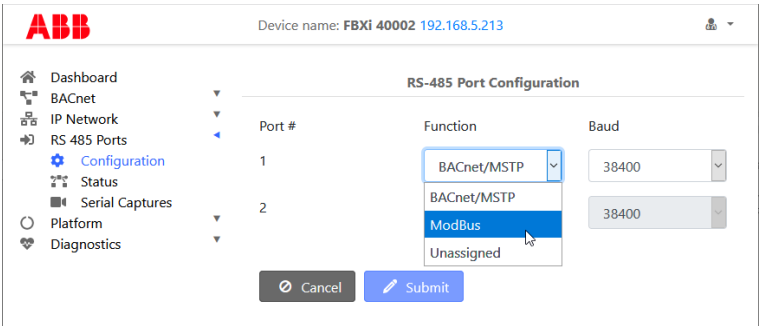 ABB
Device name: FBXi 40002 192.168.5.213
Dashboard
BACnet
IP Network
RS 485 Ports
Configuration
Status
Serial Captures
Platform
Diagnostics
RS-485 Port Configuration
Port # Function Baud
1 BACnet/MSTP 38400
BACnet/MSTP
2 38400
ModBus
Unassigned
Cancel Submit